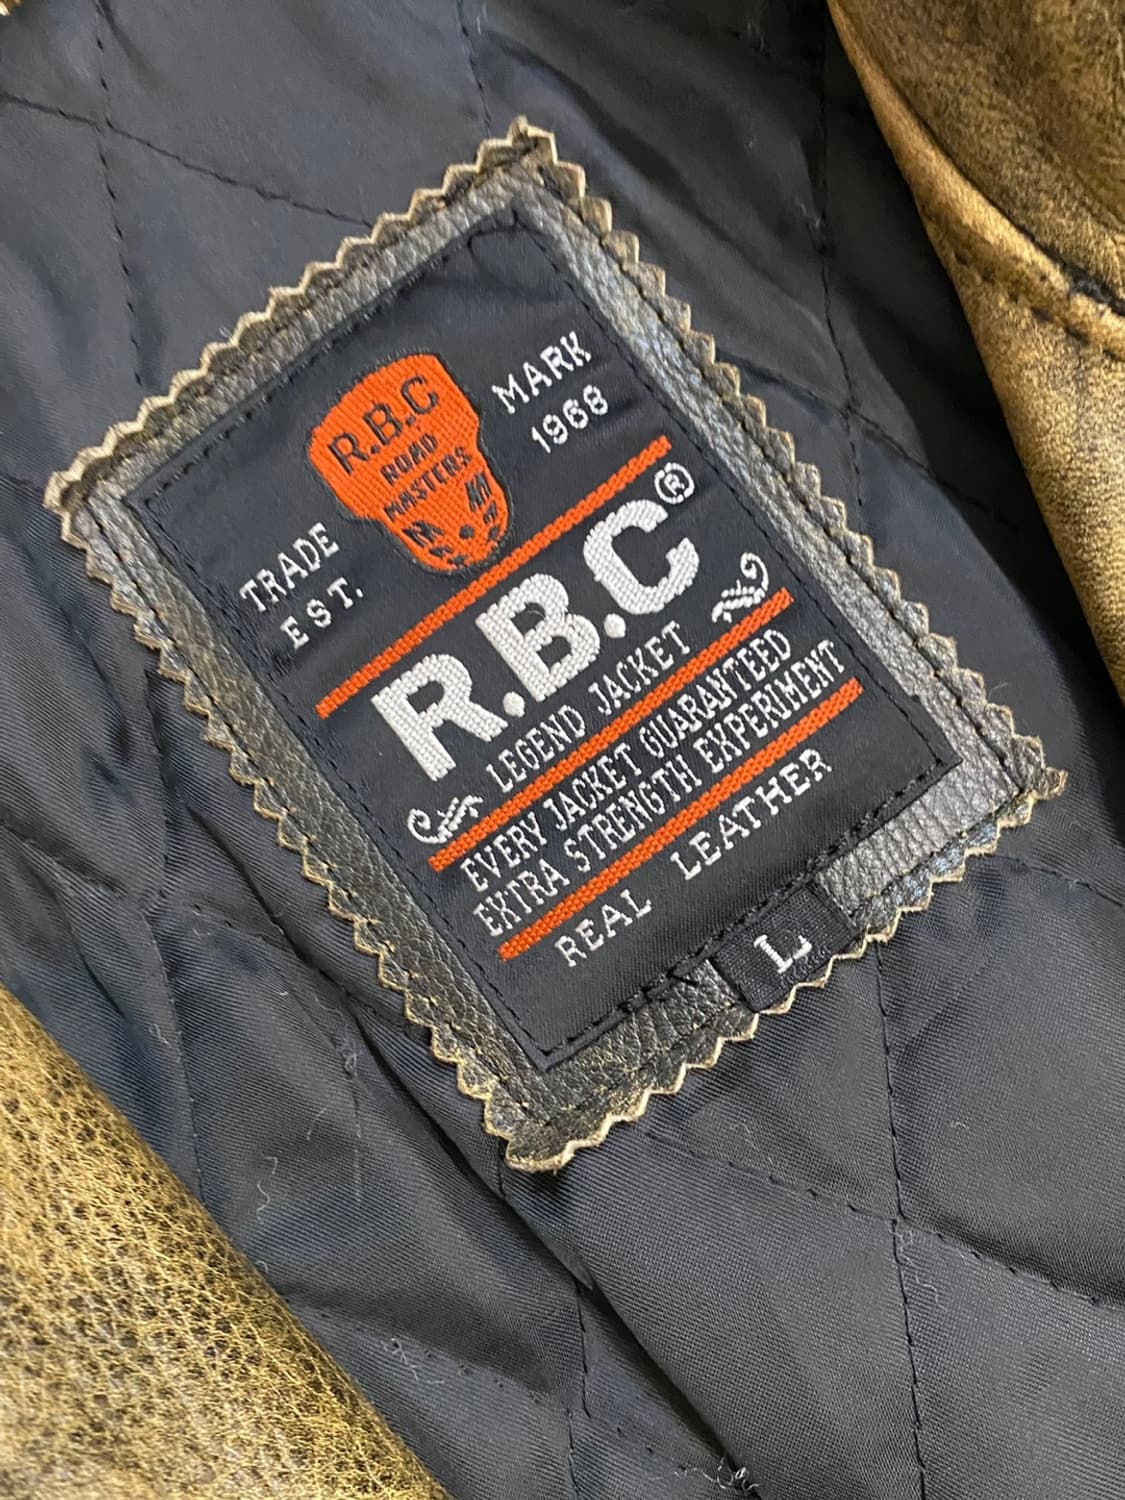 R.B.C
ROAD
MASTERS
TRADE MARK
EST. 1968
R.B.C®
LEGEND JACKET
EVERY JACKET GUARANTEED
EXTRA STRENGTH EXPERIMENT
REAL LEATHER
L